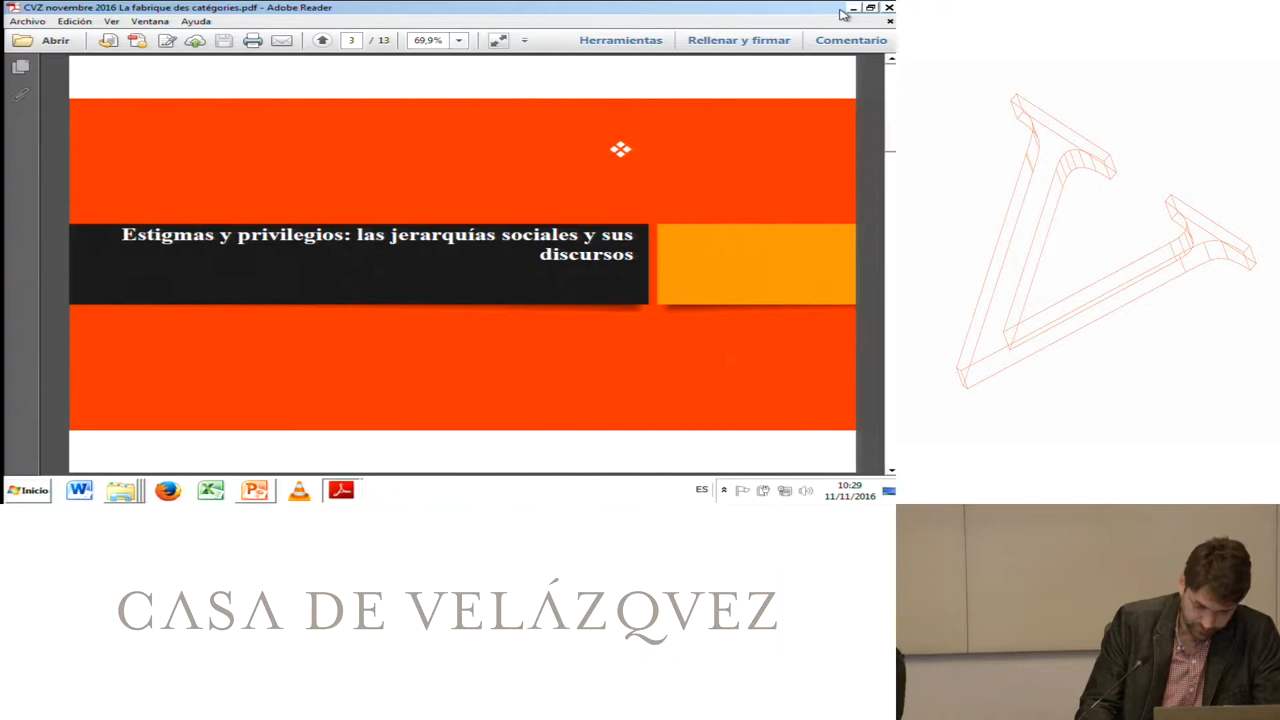 CVZ novembre 2016 La fabrique des catégories.pdf - Adobe Reader
Archivo Edición Ver Ventana Ayuda
Abrir 3 / 13 69,9% Herramientas Rellenar y firmar Comentario
Estigmas y privilegios: las jerarquías sociales y sus
discursos
Inicio ES 10:29
11/11/2016
CASA DE VELÁZQVEZ